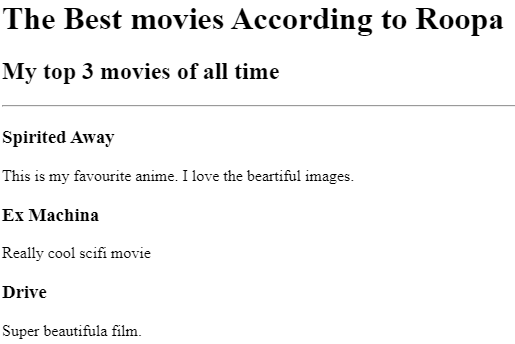 The Best movies According to Roopa
My top 3 movies of all time
Spirited Away
This is my favourite anime. I love the beartiful images.
Ex Machina
Really cool scifi movie
Drive
Super beautifula film.